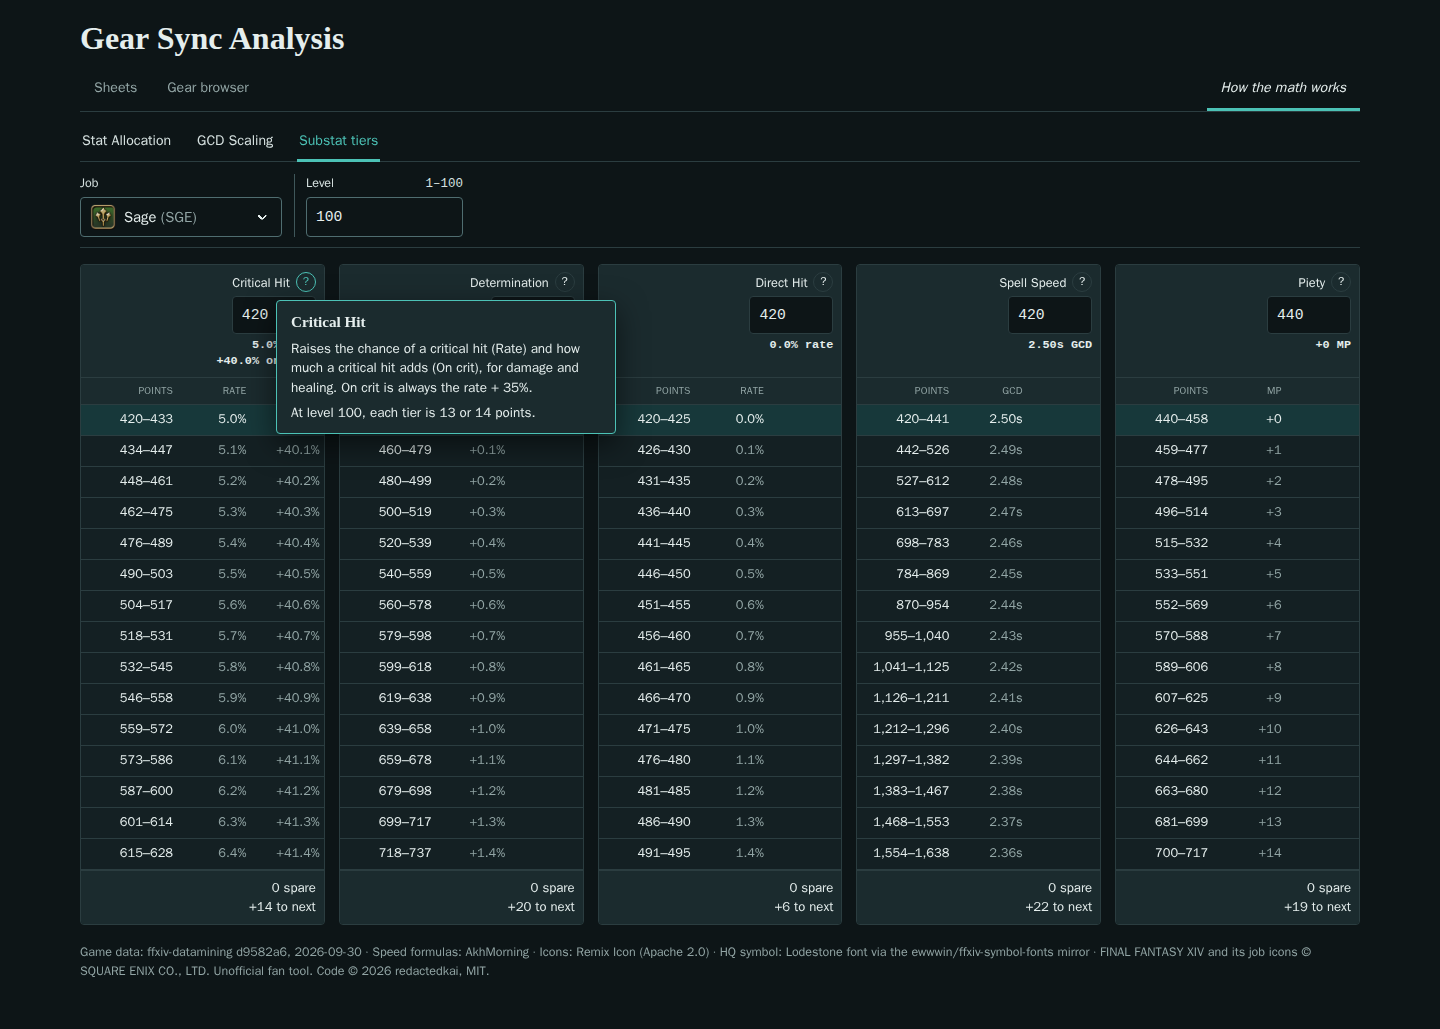 Gear Sync Analysis
Sheets Gear browser How the math works
Stat Allocation GCD Scaling Substat tiers
Job Level 1–100
Sage (SGE) 100
Critical Hit ? Determination ? Direct Hit ? Spell Speed ? Piety ?
420 420 420 440
5.0% 0.0% rate 2.50s GCD +0 MP
+40.0%
Critical Hit
Raises the chance of a critical hit (Rate) and how
much a critical hit adds (On crit), for damage and
healing. On crit is always the rate + 35%.
At level 100, each tier is 13 or 14 points.
POINTS RATE POINTS RATE POINTS GCD POINTS MP
420–433 5.0% 420–425 0.0% 420–441 2.50s 440–458 +0
434–447 5.1% +40.1% 460–479 +0.1% 426–430 0.1% 442–526 2.49s 459–477 +1
448–461 5.2% +40.2% 480–499 +0.2% 431–435 0.2% 527–612 2.48s 478–495 +2
462–475 5.3% +40.3% 500–519 +0.3% 436–440 0.3% 613–697 2.47s 496–514 +3
476–489 5.4% +40.4% 520–539 +0.4% 441–445 0.4% 698–783 2.46s 515–532 +4
490–503 5.5% +40.5% 540–559 +0.5% 446–450 0.5% 784–869 2.45s 533–551 +5
504–517 5.6% +40.6% 560–578 +0.6% 451–455 0.6% 870–954 2.44s 552–569 +6
518–531 5.7% +40.7% 579–598 +0.7% 456–460 0.7% 955–1,040 2.43s 570–588 +7
532–545 5.8% +40.8% 599–618 +0.8% 461–465 0.8% 1,041–1,125 2.42s 589–606 +8
546–558 5.9% +40.9% 619–638 +0.9% 466–470 0.9% 1,126–1,211 2.41s 607–625 +9
559–572 6.0% +41.0% 639–658 +1.0% 471–475 1.0% 1,212–1,296 2.40s 626–643 +10
573–586 6.1% +41.1% 659–678 +1.1% 476–480 1.1% 1,297–1,382 2.39s 644–662 +11
587–600 6.2% +41.2% 679–698 +1.2% 481–485 1.2% 1,383–1,467 2.38s 663–680 +12
601–614 6.3% +41.3% 699–717 +1.3% 486–490 1.3% 1,468–1,553 2.37s 681–699 +13
615–628 6.4% +41.4% 718–737 +1.4% 491–495 1.4% 1,554–1,638 2.36s 700–717 +14
0 spare 0 spare 0 spare 0 spare 0 spare
+14 to next +20 to next +6 to next +22 to next +19 to next
Game data: ffxiv-datamining d9582a6, 2026-09-30 · Speed formulas: AkhMorning · Icons: Remix Icon (Apache 2.0) · HQ symbol: Lodestone font via the ewwwin/ffxiv-symbol-fonts mirror · FINAL FANTASY XIV and its job icons ©
SQUARE ENIX CO., LTD. Unofficial fan tool. Code © 2026 redactedkai, MIT.